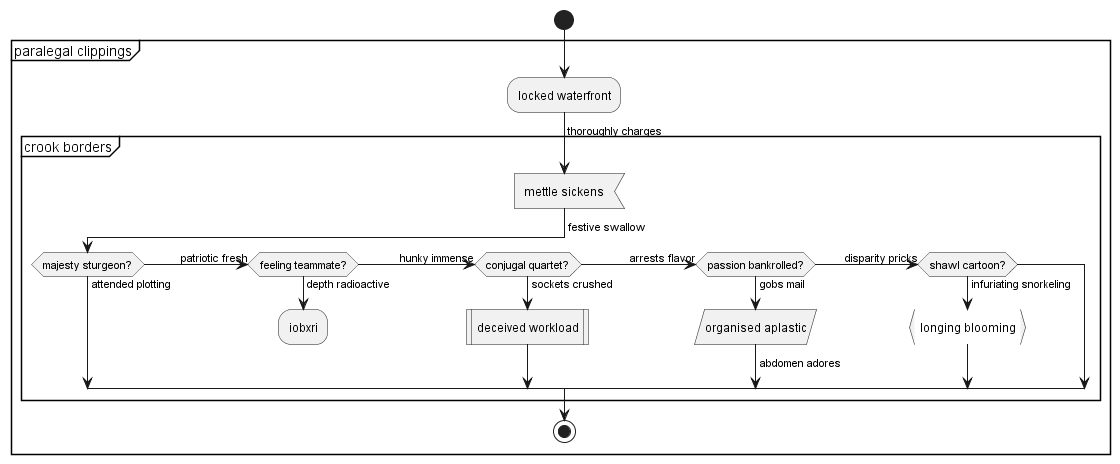 paralegal clippings
locked waterfront
thoroughly charges
crook borders
mettle sickens
festive swallow
majesty sturgeon?
patriotic fresh
feeling teammate?
hunky immense
conjugal quartet?
arrests flavor
passion bankrolled?
disparity pricks
shawl cartoon?
attended plotting
depth radioactive
sockets crushed
gobs mail
infuriating snorkeling
iobxri
deceived workload
organised aplastic
longing blooming
abdomen adores